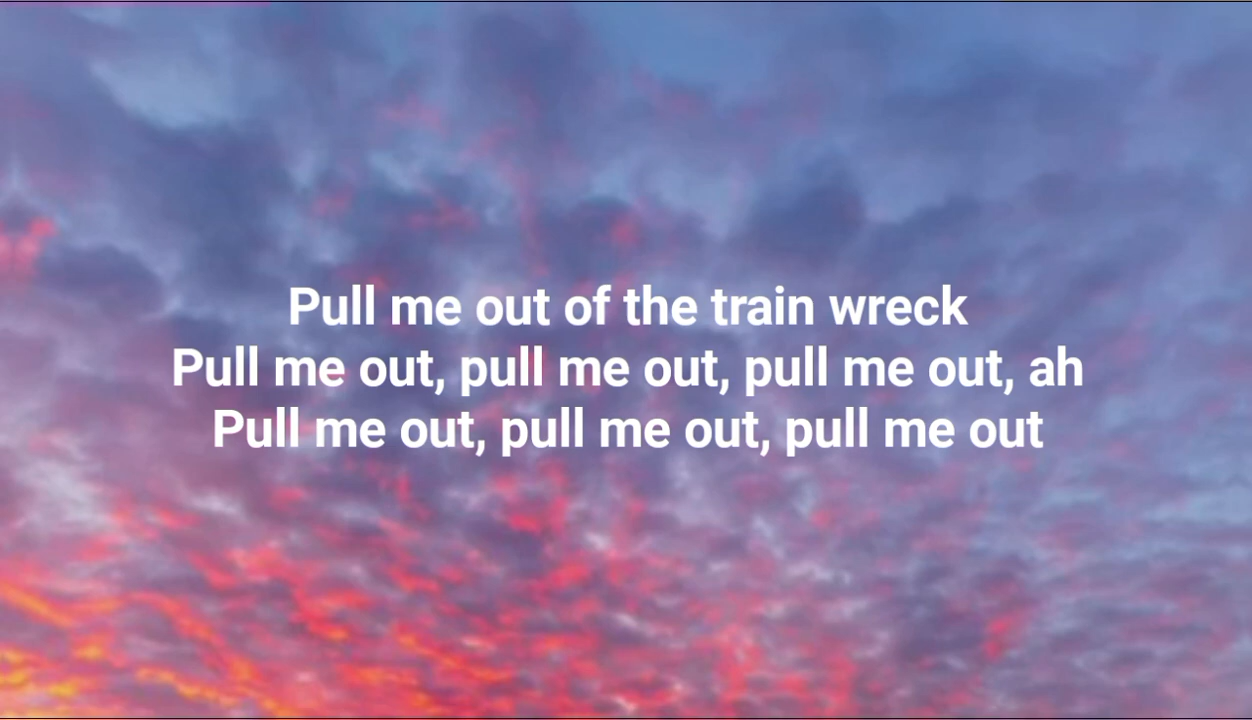 Pull me out of the train wreck
Pull me out, pull me out, pull me out, ah
Pull me out, pull me out, pull me out